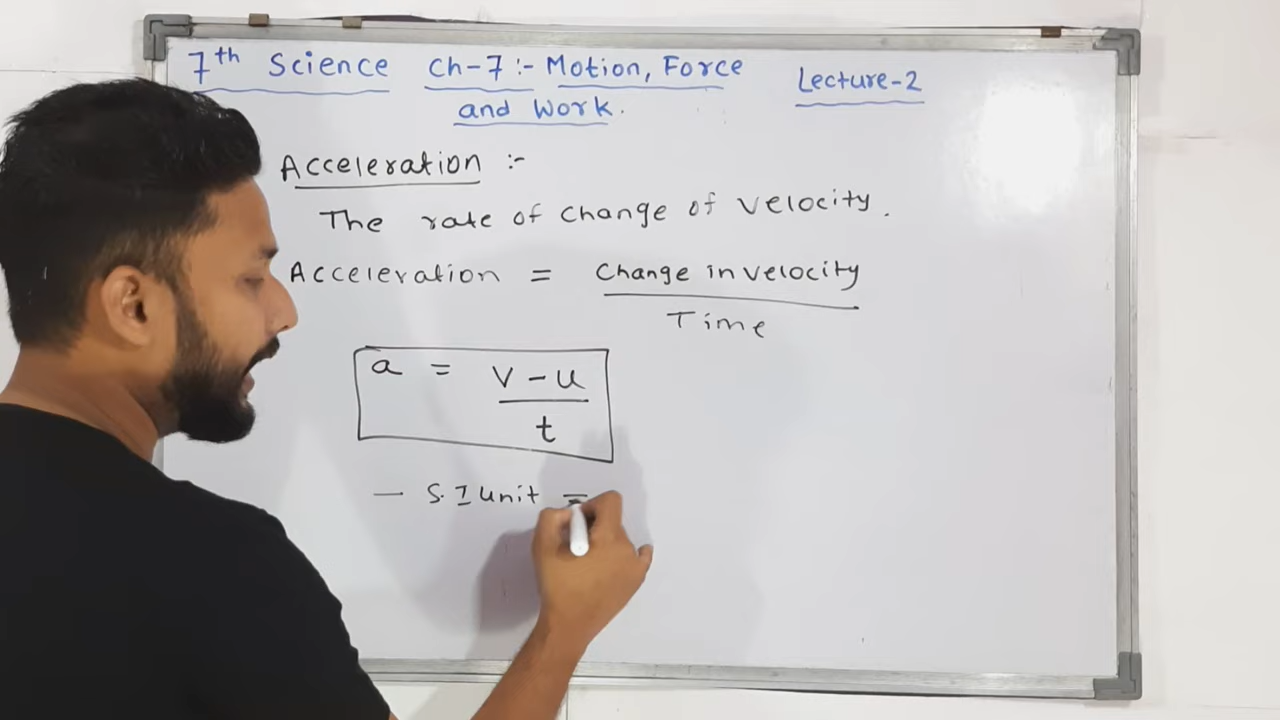 7th Science Ch-7:- Motion, Force Lecture-2
and Work.
Acceleration :-
The rate of change of velocity.
Acceleration = Change in velocity
Time
a = v - u
t
— S.I unit =